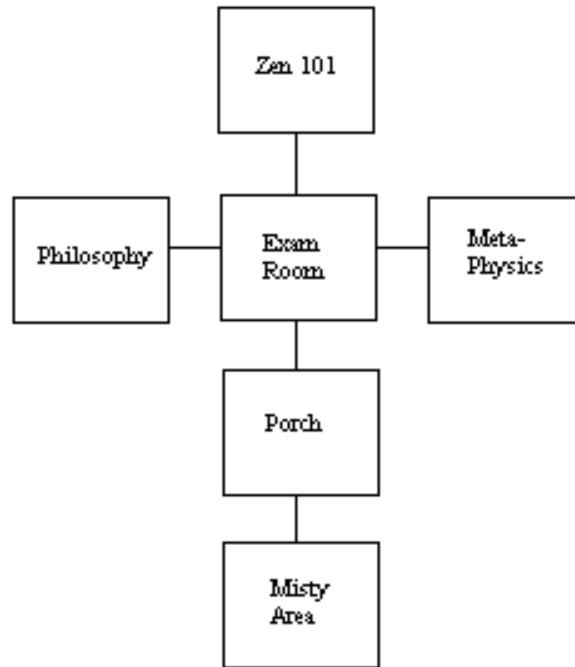 Zen 101
Philosophy
Exam
Room
Meta-
Physics
Porch
Misty
Area